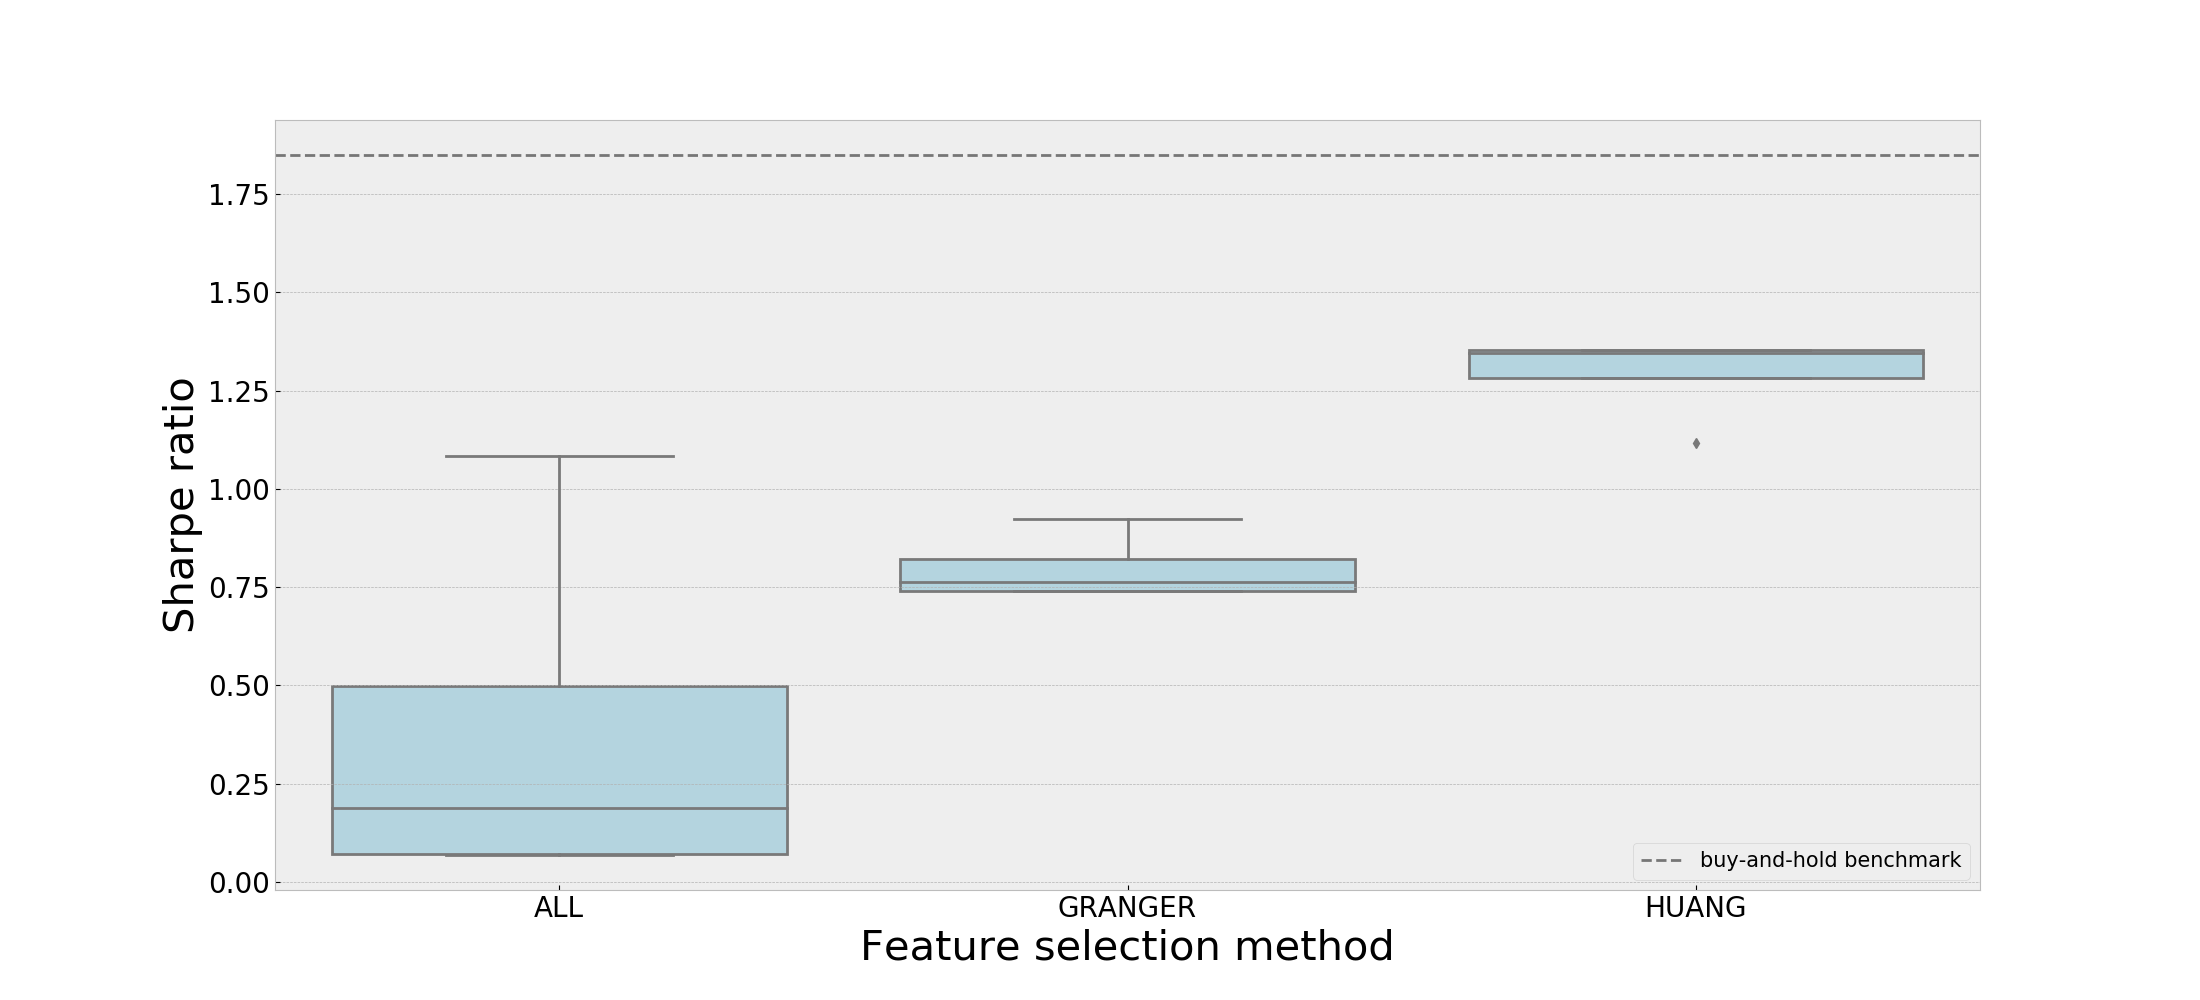 1.75
1.50
1.25
1.00
0.75
0.50
0.25
0.00
Sharpe ratio
buy-and-hold benchmark
ALL GRANGER HUANG
Feature selection method